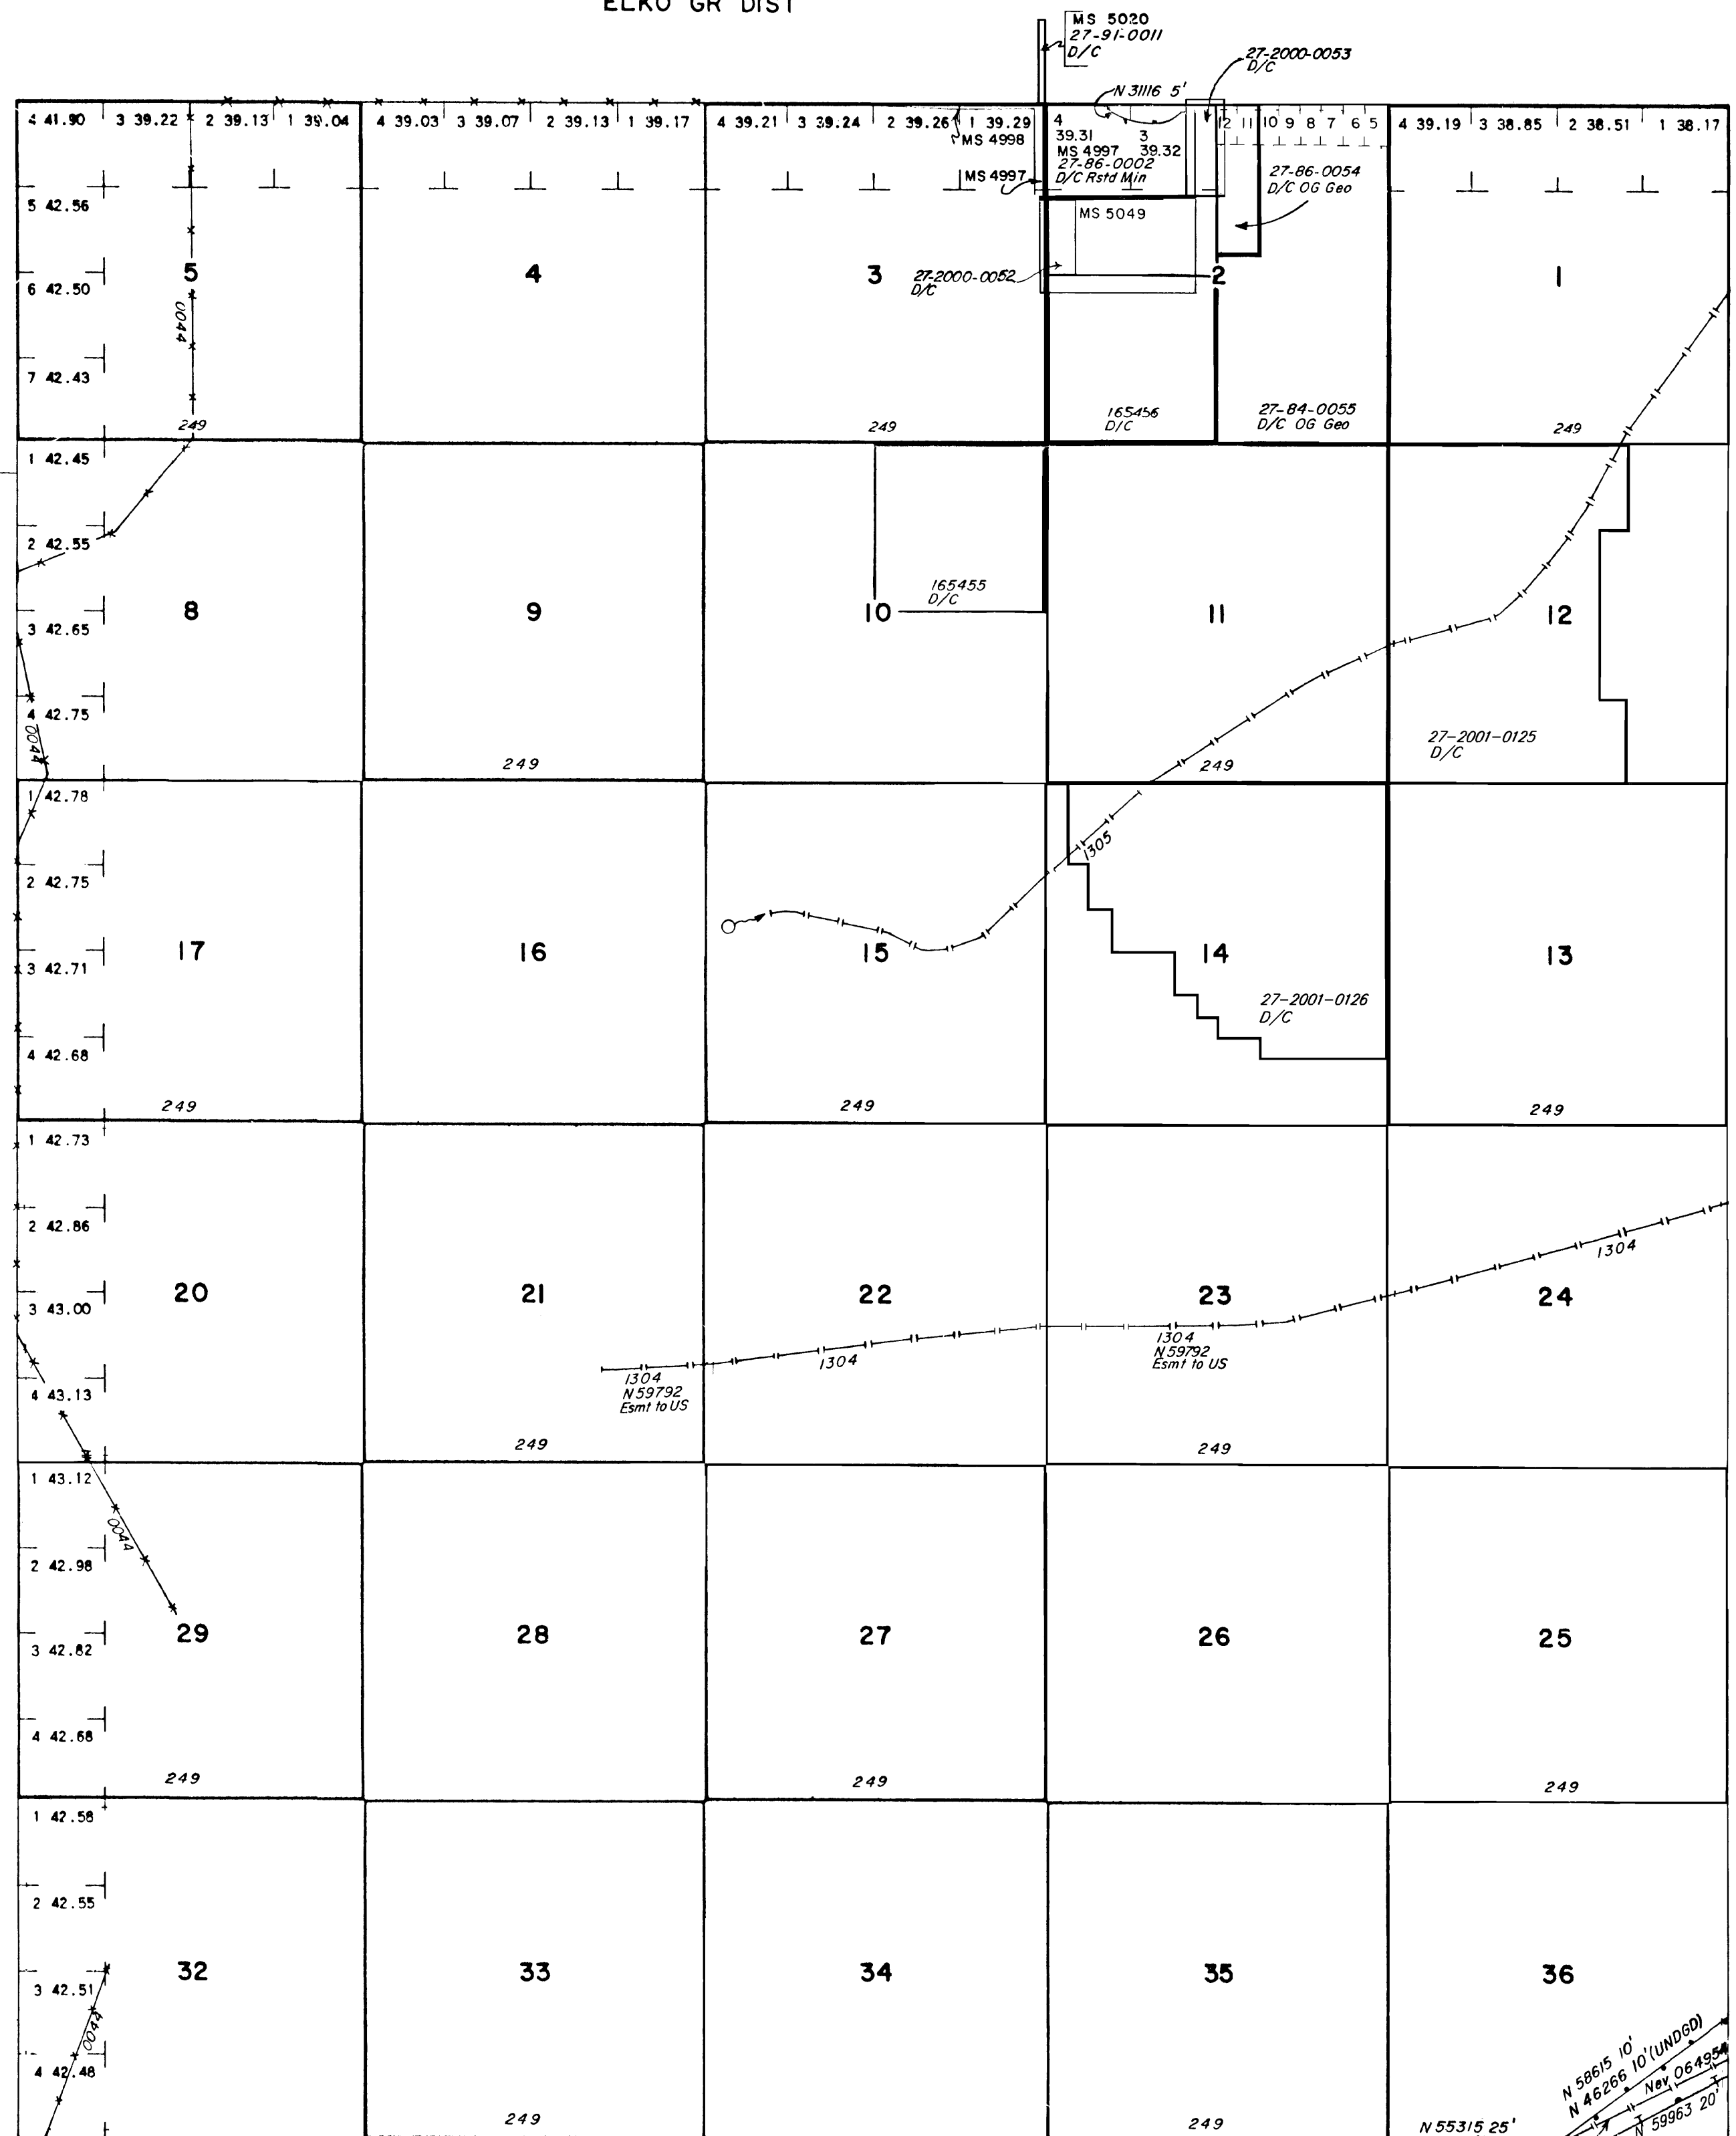 ELKO GR DIST
MS 5020
27-91-0011
D/C
27-2000-0053
D/C
N 31116 5'
4 41.90 3 39.22 2 39.13 1 39.04
4 39.03 3 39.07 2 39.13 1 39.17
4 39.21 3 39.24 2 39.26 1 39.29
MS 4998
MS 4997
4
39.31 3
MS 4997 39.32
27-86-0002
D/C Rstd Min
12 11 10 9 8 7 6 5
27-86-0054
D/C OG Geo
4 39.19 3 38.85 2 38.51 1 38.17
MS 5049
27-2000-0052
D/C
5 42.56
6 42.50
7 42.43
5
0044
249
4
3
249
2
165456
D/C
27-84-0055
D/C OG Geo
1
249
1 42.45
2 42.55
3 42.65
4 42.75
0044
8
9
249
10
165455
D/C
11
249
12
27-2001-0125
D/C
1 42.78
2 42.75
3 42.71
4 42.68
17
249
16
15
249
1305
14
27-2001-0126
D/C
13
249
1 42.73
2 42.86
3 43.00
4 43.13
20
21
1304
N 59792
Esmt to US
249
22
1304
23
1304
N 59792
Esmt to US
249
24
1304
1 43.12
2 42.98
3 42.82
4 42.68
0044
29
249
28
27
249
26
25
249
1 42.58
2 42.55
3 42.51
4 42.48
0044
32
33
249
34
35
249
36
N 58615 10'
N 46266 10' (UNDGD)
Nev 064954
N 59963 20'
N 55315 25'